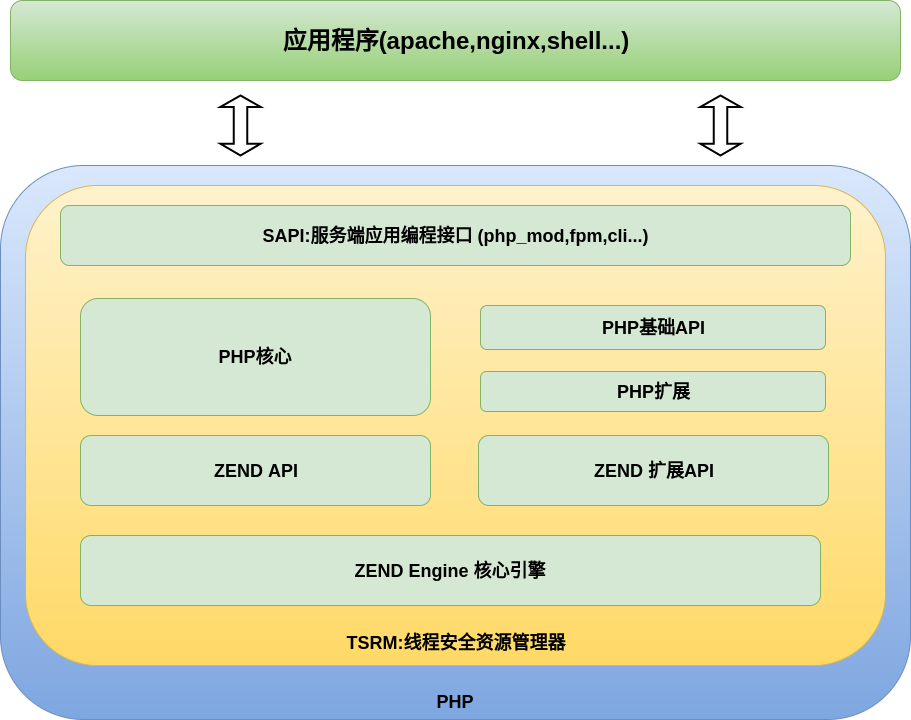 应用程序(apache,nginx,shell...)
SAPI:服务端应用编程接口 (php_mod,fpm,cli...)
PHP核心
PHP基础API
PHP扩展
ZEND API
ZEND 扩展API
ZEND Engine 核心引擎
TSRM:线程安全资源管理器
PHP